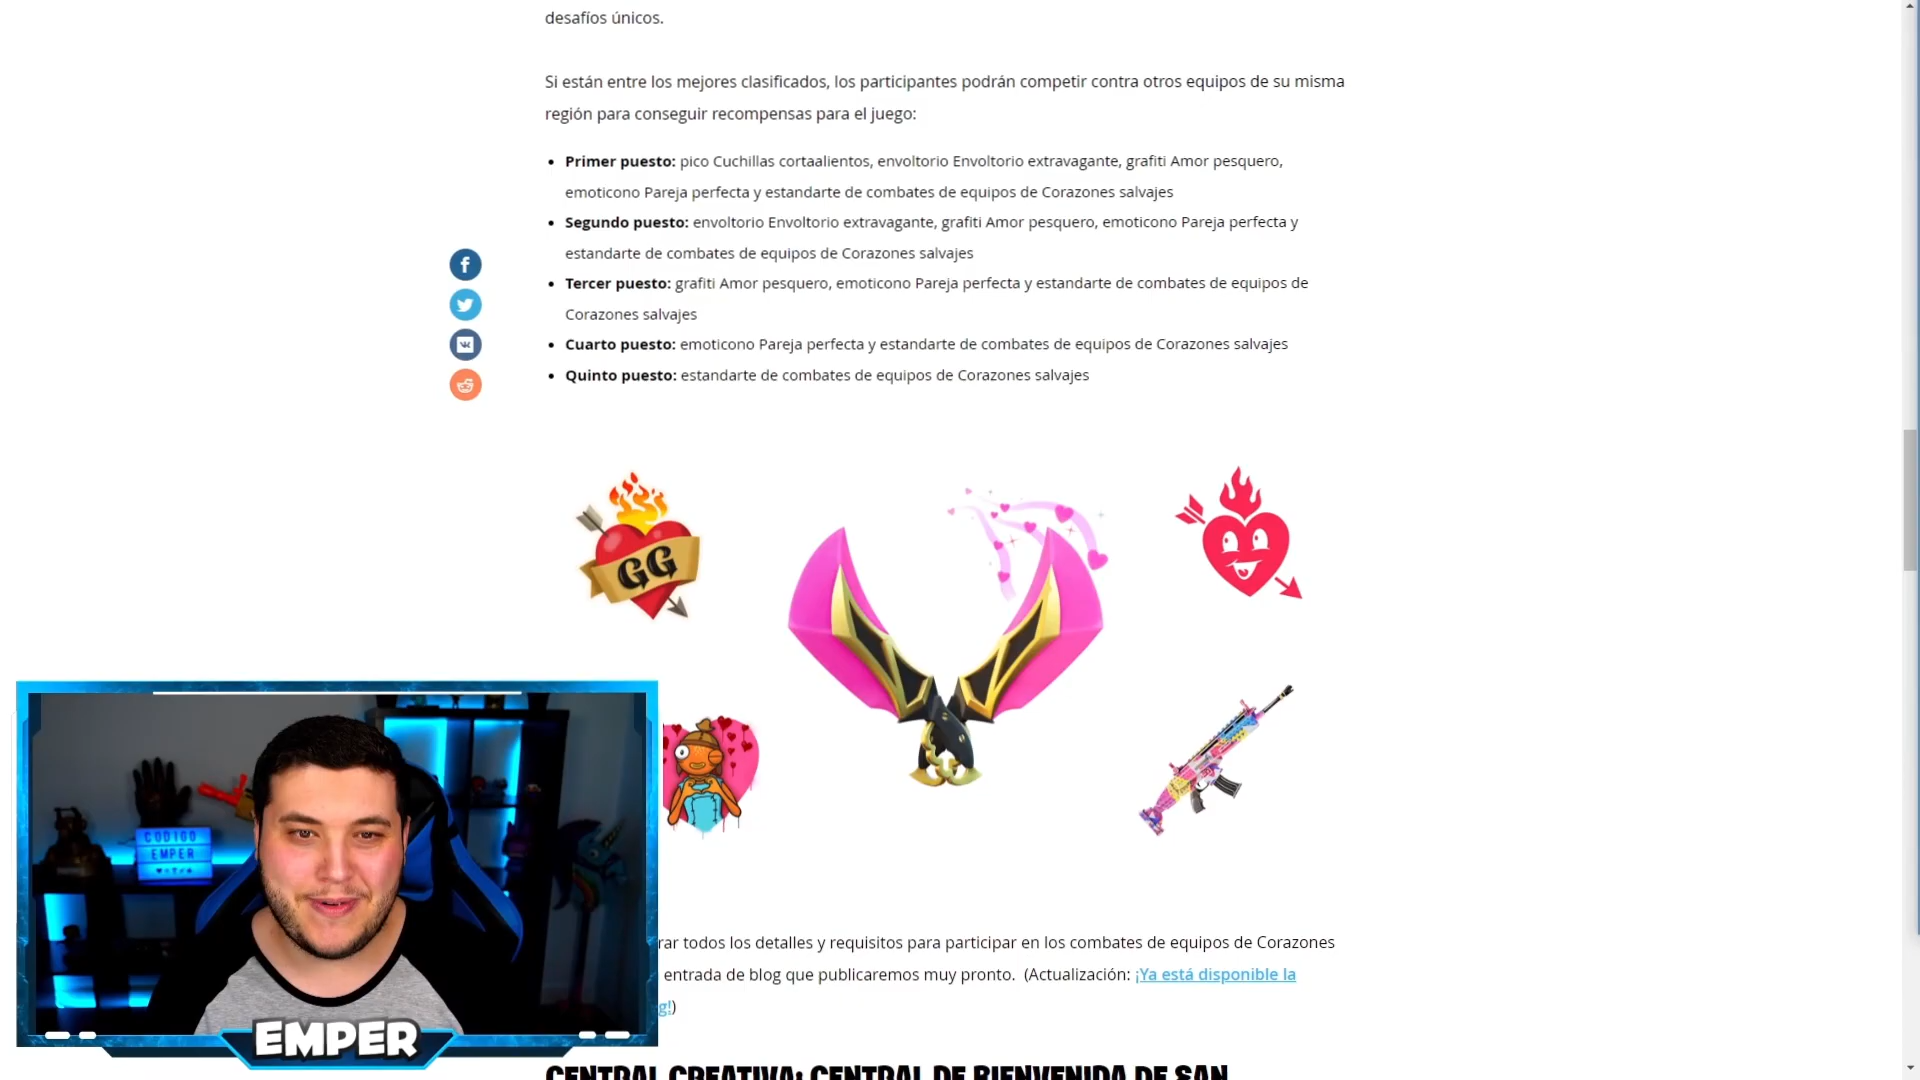 desafíos únicos.
Si están entre los mejores clasificados, los participantes podrán competir contra otros equipos de su misma
región para conseguir recompensas para el juego:
• Primer puesto: pico Cuchillas cortaalientos, envoltorio Envoltorio extravagante, grafiti Amor pesquero,
emoticono Pareja perfecta y estandarte de combates de equipos de Corazones salvajes
• Segundo puesto: envoltorio Envoltorio extravagante, grafiti Amor pesquero, emoticono Pareja perfecta y
estandarte de combates de equipos de Corazones salvajes
• Tercer puesto: grafiti Amor pesquero, emoticono Pareja perfecta y estandarte de combates de equipos de
Corazones salvajes
• Cuarto puesto: emoticono Pareja perfecta y estandarte de combates de equipos de Corazones salvajes
• Quinto puesto: estandarte de combates de equipos de Corazones salvajes
GG
CODIGO
EMPER
EMPER
rar todos los detalles y requisitos para participar en los combates de equipos de Corazones
entrada de blog que publicaremos muy pronto. (Actualización: ¡Ya está disponible la
g!)
CENTRAL CREATIVA: CENTRAL DE BIENVENIDA DE SAN